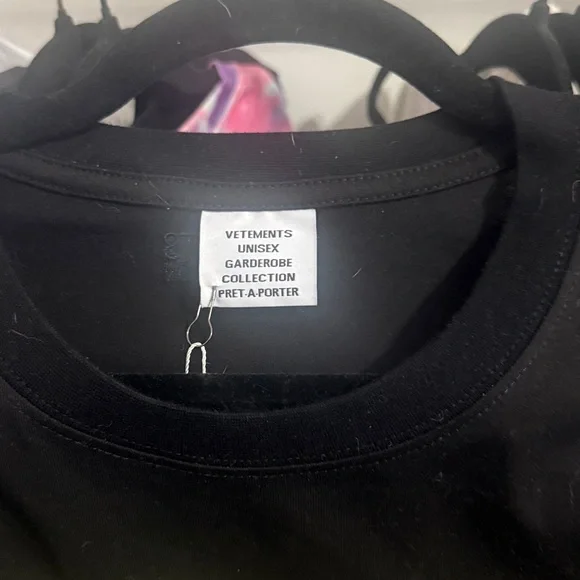 VETEMENTS
UNISEX
GARDEROBE
COLLECTION
PRET-A-PORTER